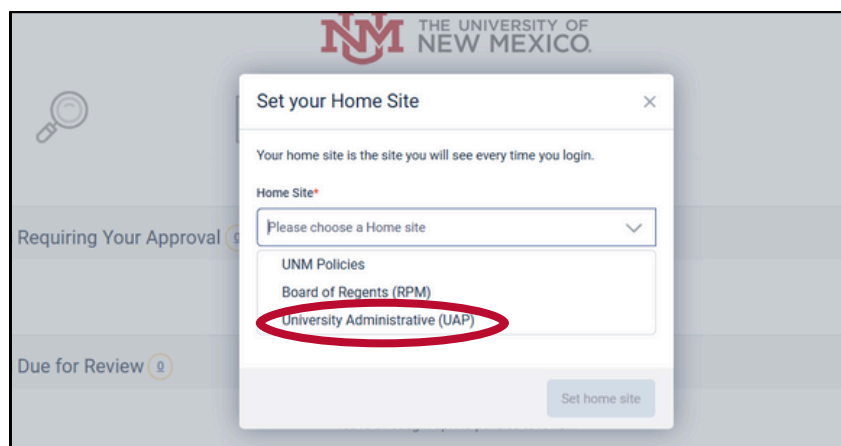 THE UNIVERSITY OF
NEW MEXICO.
Set your Home Site
Your home site is the site you will see every time you login.
Home Site*
Please choose a Home site
UNM Policies
Board of Regents (RPM)
University Administrative (UAP)
Set home site
Requiring Your Approval
Due for Review 0